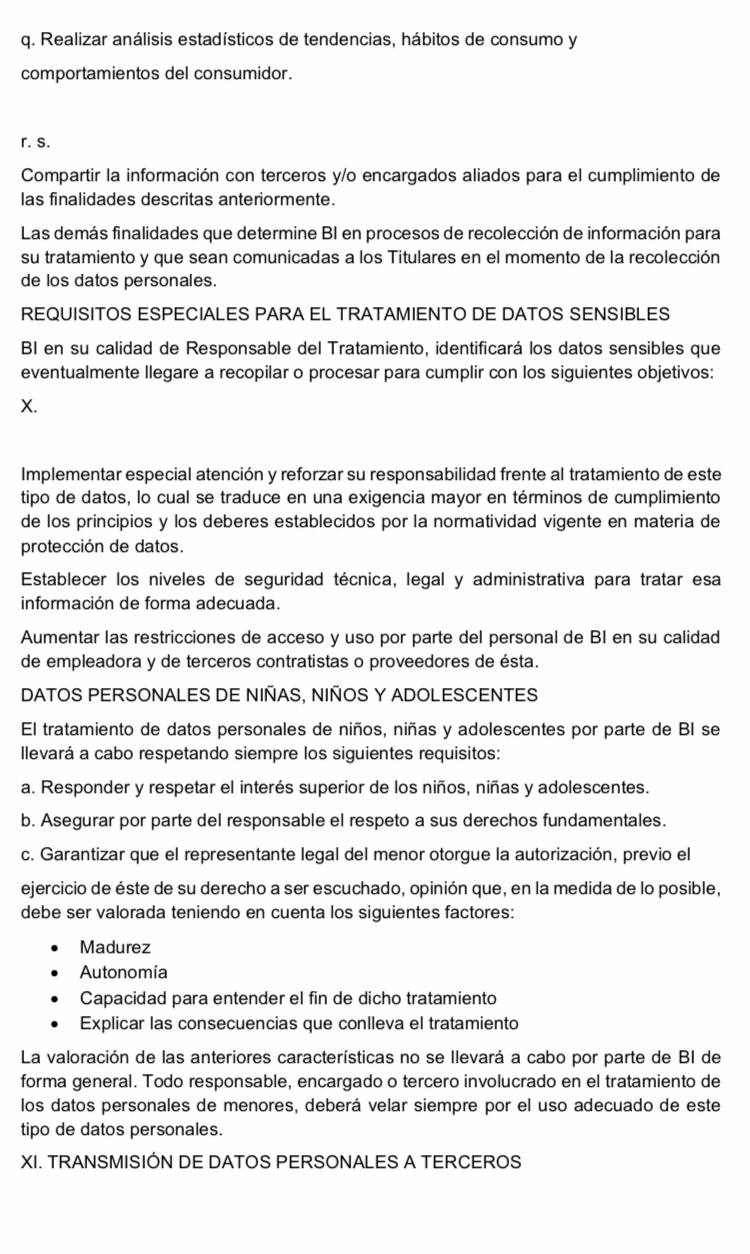 q. Realizar análisis estadísticos de tendencias, hábitos de consumo y
comportamientos del consumidor.
r. s.
Compartir la información con terceros y/o encargados aliados para el cumplimiento de
las finalidades descritas anteriormente.
Las demás finalidades que determine BI en procesos de recolección de información para
su tratamiento y que sean comunicadas a los Titulares en el momento de la recolección
de los datos personales.
REQUISITOS ESPECIALES PARA EL TRATAMIENTO DE DATOS SENSIBLES
BI en su calidad de Responsable del Tratamiento, identificará los datos sensibles que
eventualmente llegare a recopilar o procesar para cumplir con los siguientes objetivos:
X.
Implementar especial atención y reforzar su responsabilidad frente al tratamiento de este
tipo de datos, lo cual se traduce en una exigencia mayor en términos de cumplimiento
de los principios y los deberes establecidos por la normatividad vigente en materia de
protección de datos.
Establecer los niveles de seguridad técnica, legal y administrativa para tratar esa
información de forma adecuada.
Aumentar las restricciones de acceso y uso por parte del personal de BI en su calidad
de empleadora y de terceros contratistas o proveedores de ésta.
DATOS PERSONALES DE NIÑAS, NIÑOS Y ADOLESCENTES
El tratamiento de datos personales de niños, niñas y adolescentes por parte de BI se
llevará a cabo respetando siempre los siguientes requisitos:
a. Responder y respetar el interés superior de los niños, niñas y adolescentes.
b. Asegurar por parte del responsable el respeto a sus derechos fundamentales.
c. Garantizar que el representante legal del menor otorgue la autorización, previo el
ejercicio de éste de su derecho a ser escuchado, opinión que, en la medida de lo posible,
debe ser valorada teniendo en cuenta los siguientes factores:
• Madurez
• Autonomía
• Capacidad para entender el fin de dicho tratamiento
• Explicar las consecuencias que conlleva el tratamiento
La valoración de las anteriores características no se llevará a cabo por parte de BI de
forma general. Todo responsable, encargado o tercero involucrado en el tratamiento de
los datos personales de menores, deberá velar siempre por el uso adecuado de este
tipo de datos personales.
XI. TRANSMISIÓN DE DATOS PERSONALES A TERCEROS